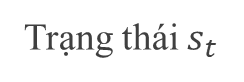 Trạng thái $s_t$